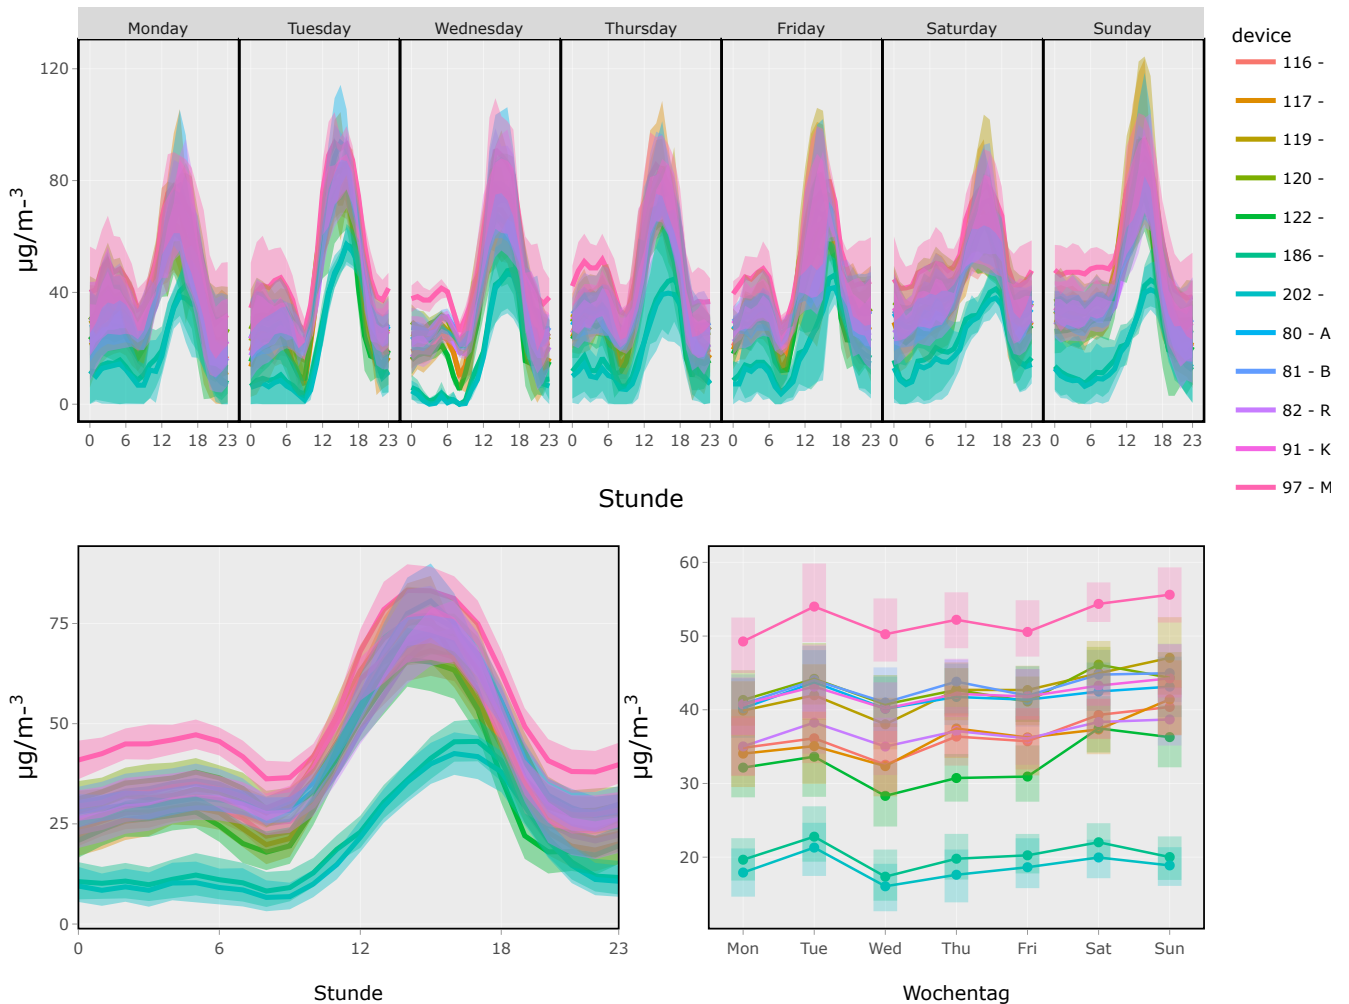 Monday Tuesday Wednesday Thursday Friday Saturday Sunday
120
80
40
0
µg/m-³
0 6 12 18 23 0 6 12 18 23 0 6 12 18 23 0 6 12 18 23 0 6 12 18 23 0 6 12 18 23 0 6 12 18 23
Stunde
device
116 -
117 -
119 -
120 -
122 -
186 -
202 -
80 - A
81 - B
82 - R
91 - K
97 - M
75
50
25
0
µg/m-³
0 6 12 18 23
Stunde
60
50
40
30
20
µg/m-³
Mon Tue Wed Thu Fri Sat Sun
Wochentag